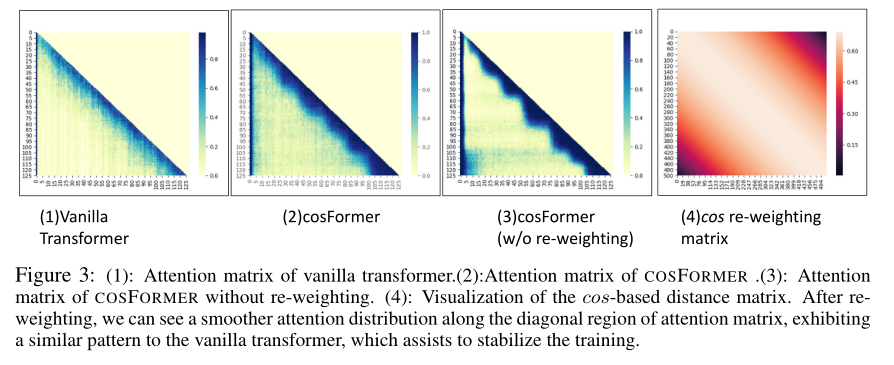 (1)Vanilla
Transformer
(2)cosFormer
(3)cosFormer
(w/o re-weighting)
(4)cos re-weighting
matrix
Figure 3: (1): Attention matrix of vanilla transformer.(2):Attention matrix of COSFORMER .(3): Attention
matrix of COSFORMER without re-weighting. (4): Visualization of the cos-based distance matrix. After re-
weighting, we can see a smoother attention distribution along the diagonal region of attention matrix, exhibiting
a similar pattern to the vanilla transformer, which assists to stabilize the training.